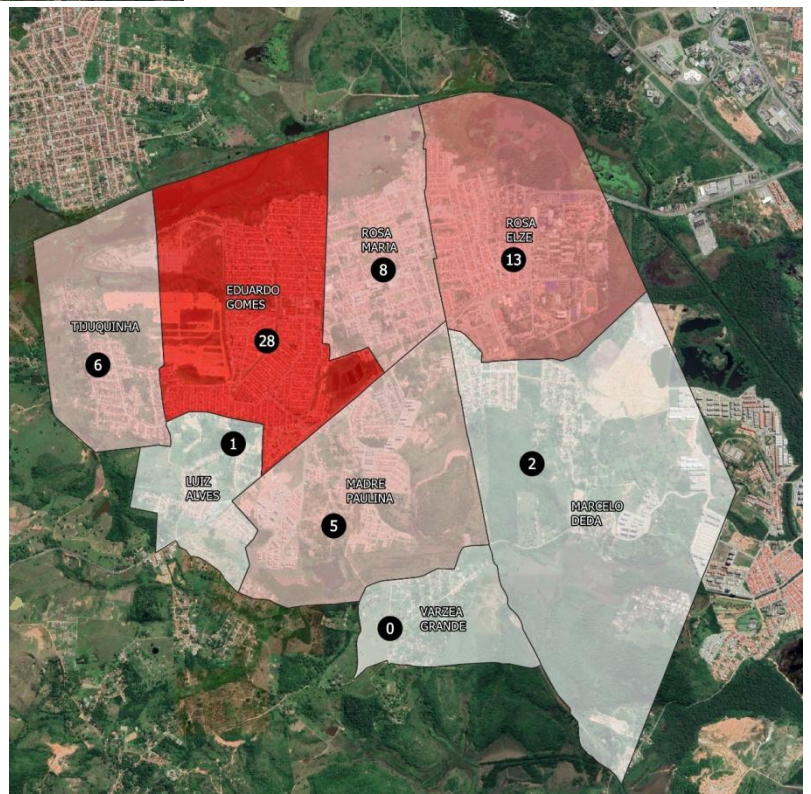 ROSA
ELZE
13
ROSA
MARIA
8
EDUARDO
GOMES
28
TIJUQUINHA
6
1
LUIZ
ALVES
MADRE
PAULINA
5
2
MARCELO
DEDA
VARZEA
GRANDE
0